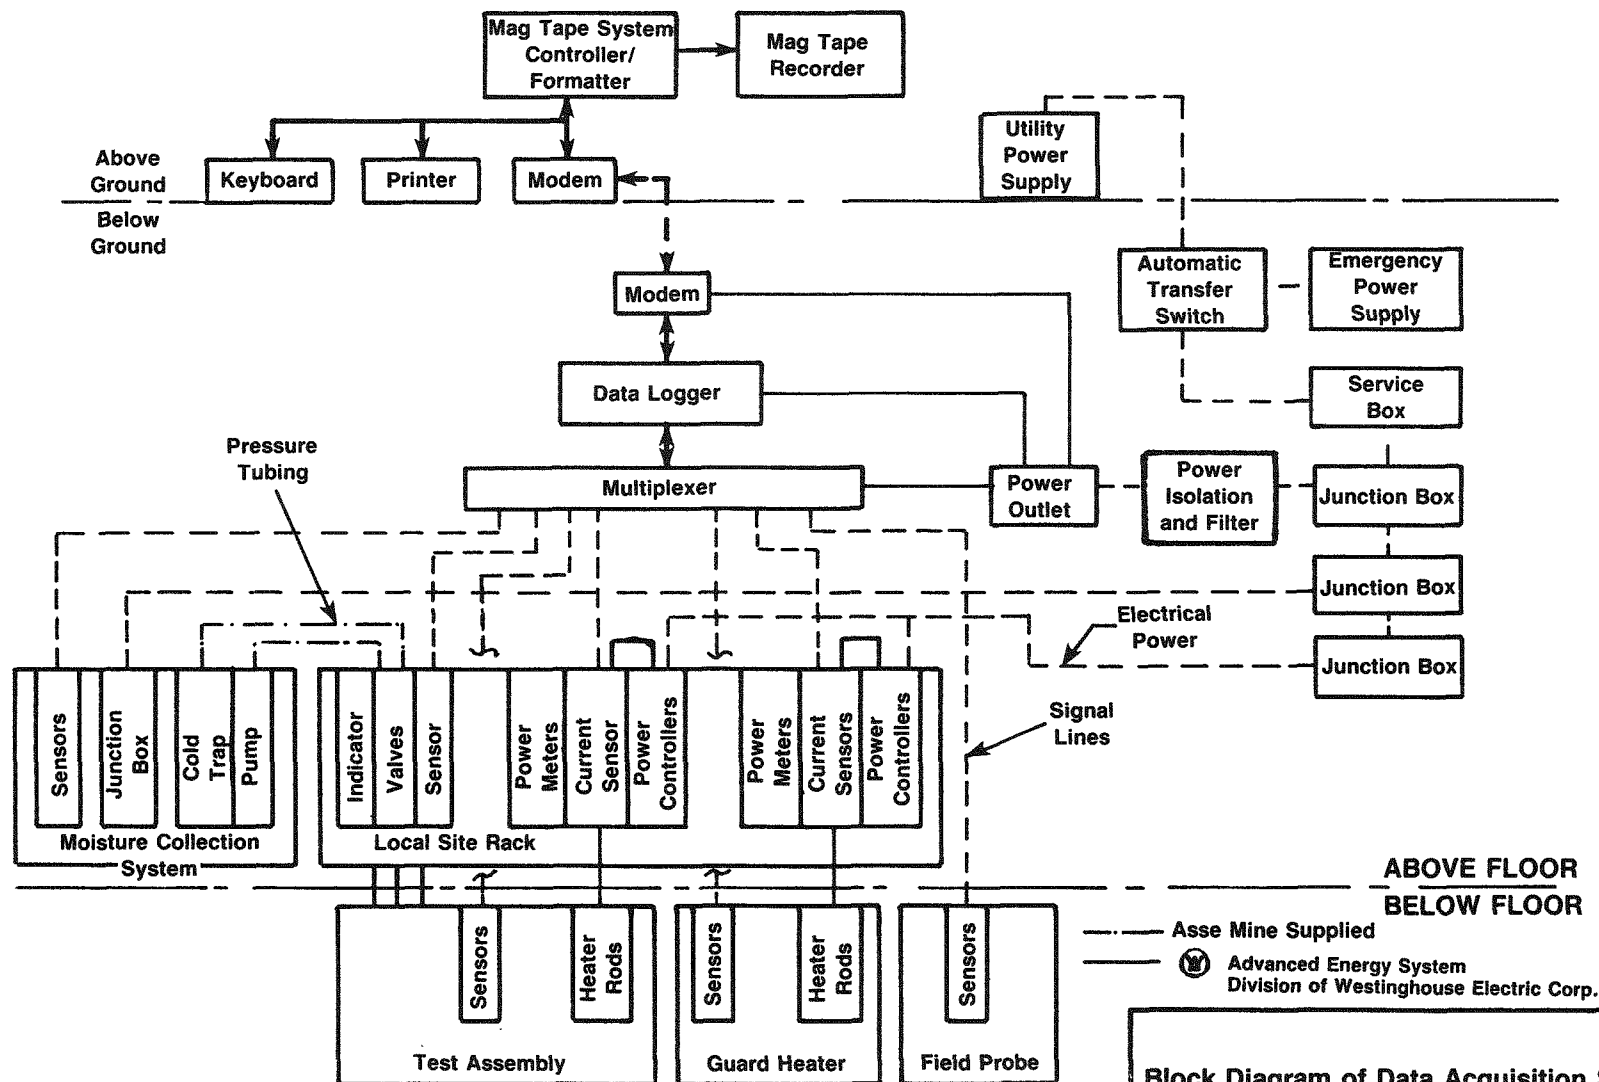 Mag Tape System
Controller/
Formatter
Mag Tape
Recorder
Utility
Power
Supply
Above
Ground
Keyboard
Printer
Modem
Below
Ground
Modem
Automatic
Transfer
Switch
Emergency
Power
Supply
Data Logger
Service
Box
Pressure
Tubing
Multiplexer
Power
Outlet
Power
Isolation
and Filter
Junction Box
Junction Box
Electrical
Power
Junction Box
Sensors
Junction
Box
Cold
Trap
Pump
Indicator
Valves
Sensor
Power
Meters
Current
Sensor
Power
Controllers
Power
Meters
Current
Sensors
Power
Controllers
Signal
Lines
Moisture Collection
System
Local Site Rack
ABOVE FLOOR
BELOW FLOOR
Sensors
Heater
Rods
Sensors
Heater
Rods
Sensors
Test Assembly
Guard Heater
Field Probe
Asse Mine Supplied
W
Advanced Energy System
Division of Westinghouse Electric Corp.
Block Diagram of Data Acquisition